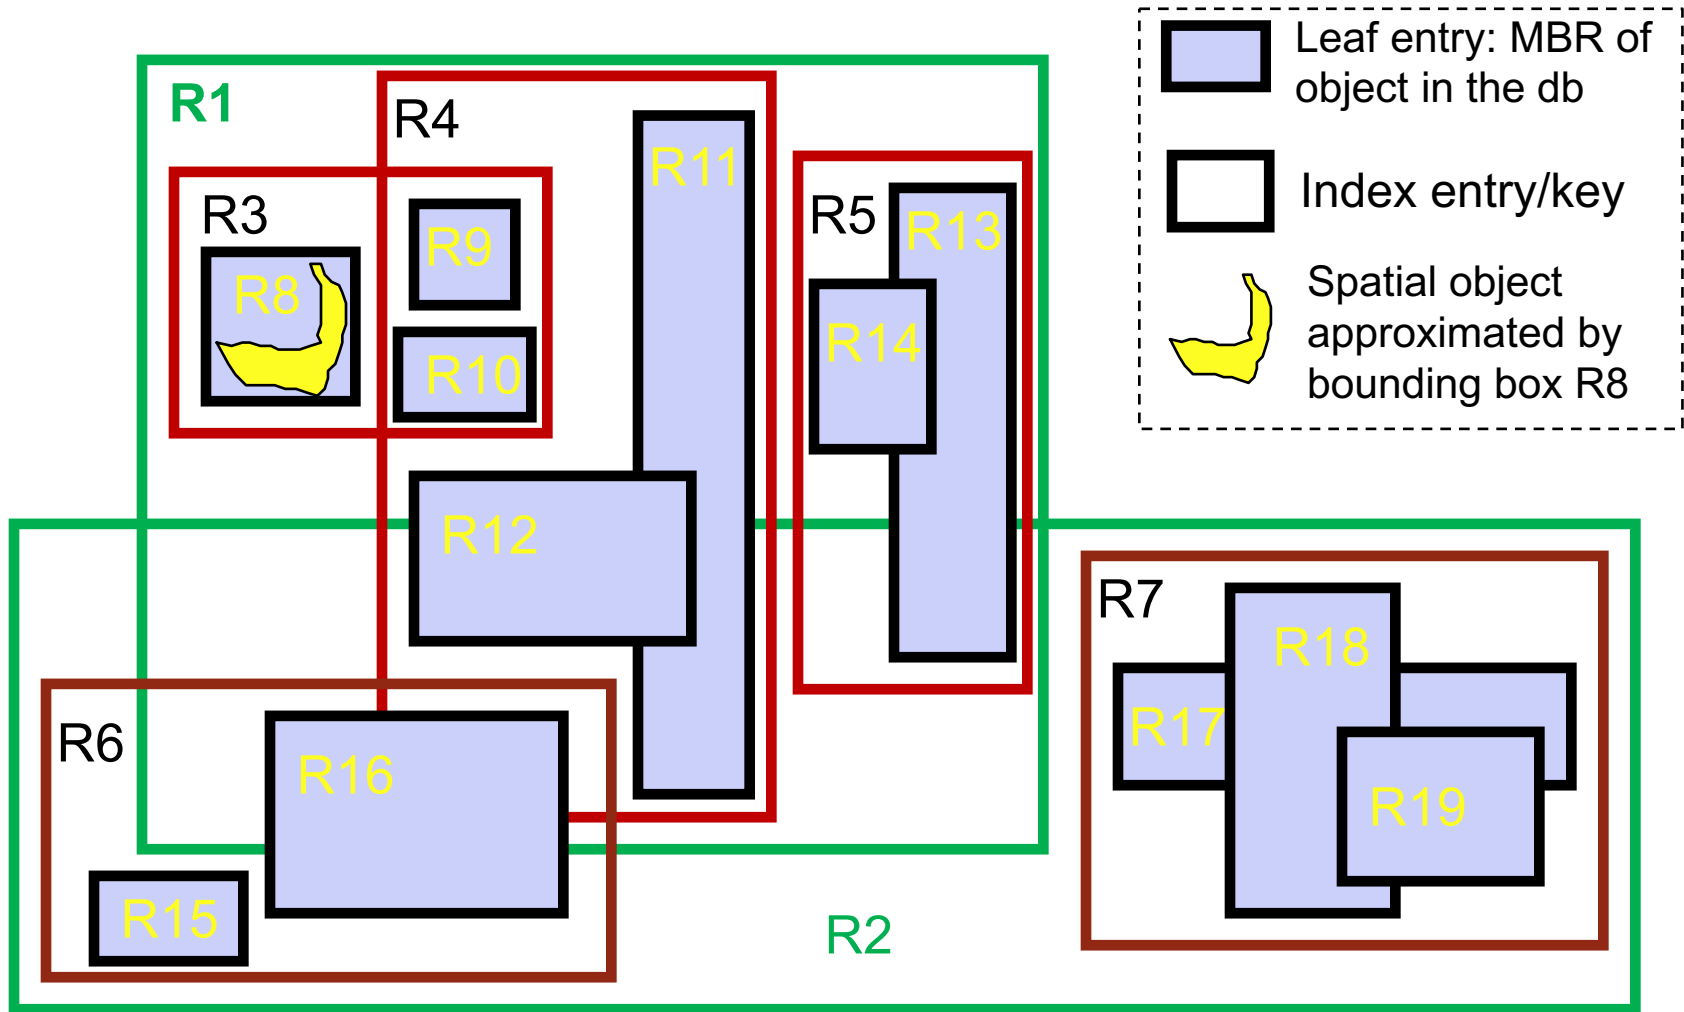 R1
R4
R11
R3
R9
R8
R10
R5
R13
R14
R12
R6
R16
R15
R2
R7
R18
R17
R19
Leaf entry: MBR of
object in the db
Index entry/key
Spatial object
approximated by
bounding box R8